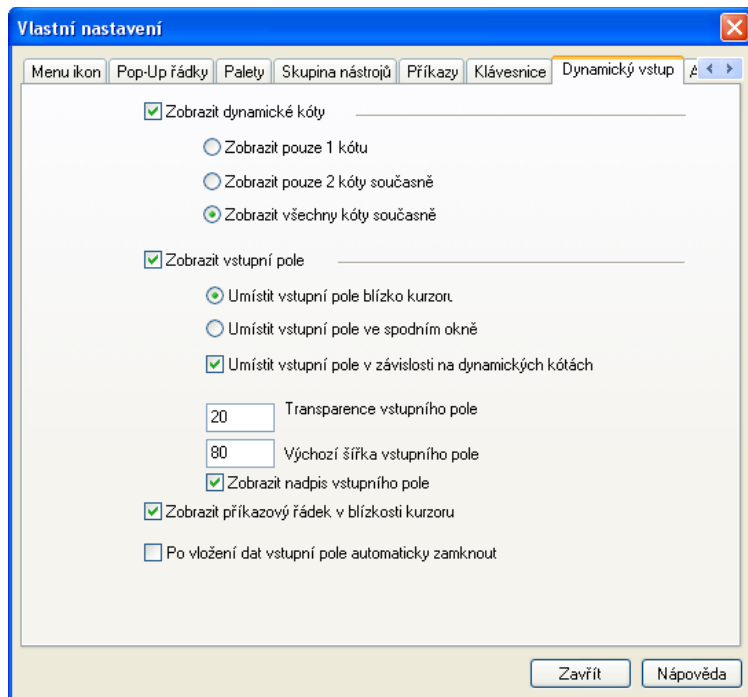 Vlastní nastavení
Menu ikon Pop-Up řádky Palety Skupina nástrojů Příkazy Klávesnice Dynamický vstup
Zobrazit dynamické kóty
Zobrazit pouze 1 kótu
Zobrazit pouze 2 kóty současně
Zobrazit všechny kóty současně
Zobrazit vstupní pole
Umístit vstupní pole blízko kurzoru
Umístit vstupní pole ve spodním okně
Umístit vstupní pole v závislosti na dynamických kótách
20 Transparence vstupního pole
80 Výchozí šířka vstupního pole
Zobrazit nadpis vstupního pole
Zobrazit příkazový řádek v blízkosti kurzoru
Po vložení dat vstupní pole automaticky zamknout
Zavřít Nápověda